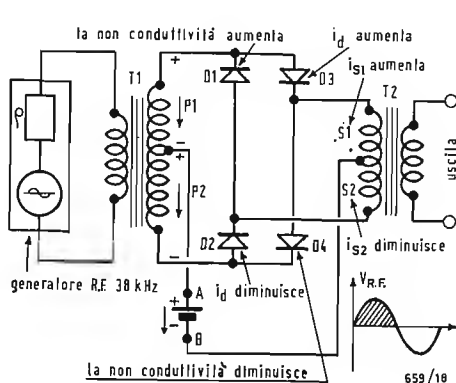 la non conduttività aumenta
i_d aumenta
i_S1 aumenta
T1
D1
D3
T2
ρ
P1
S1
P2
S2
uscita
D2
D4
i_S2 diminuisce
generatore R.F. 38 kHz
A
i_d diminuisce
V_R.F.
B
la non conduttività diminuisce
659/18